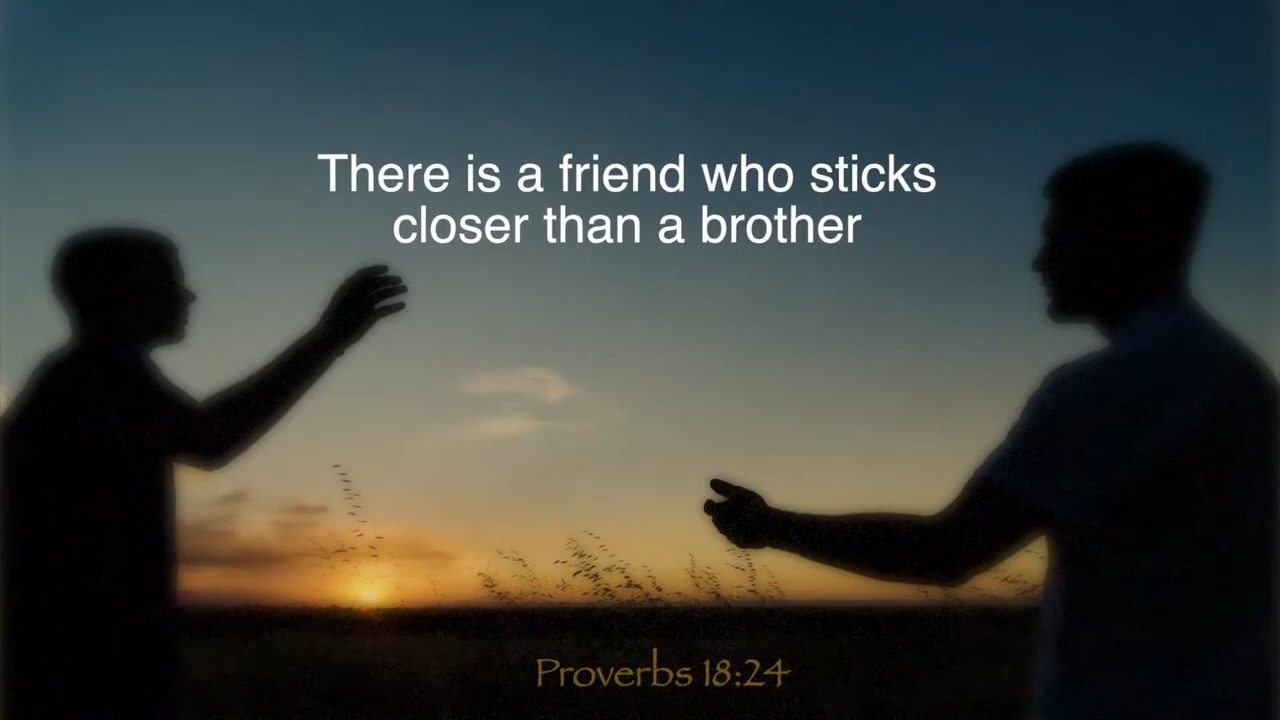 There is a friend who sticks
closer than a brother
Proverbs 18:24